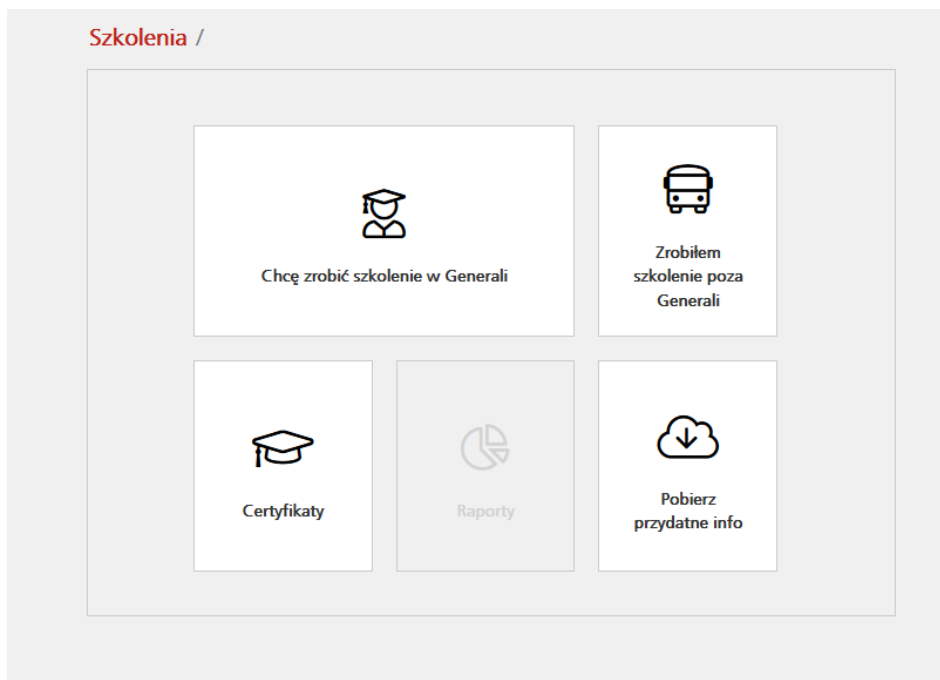 Szkolenia /
Chcę zrobić szkolenie w Generali
Zrobiłem
szkolenie poza
Generali
Certyfikaty
Raporty
Pobierz
przydatne info